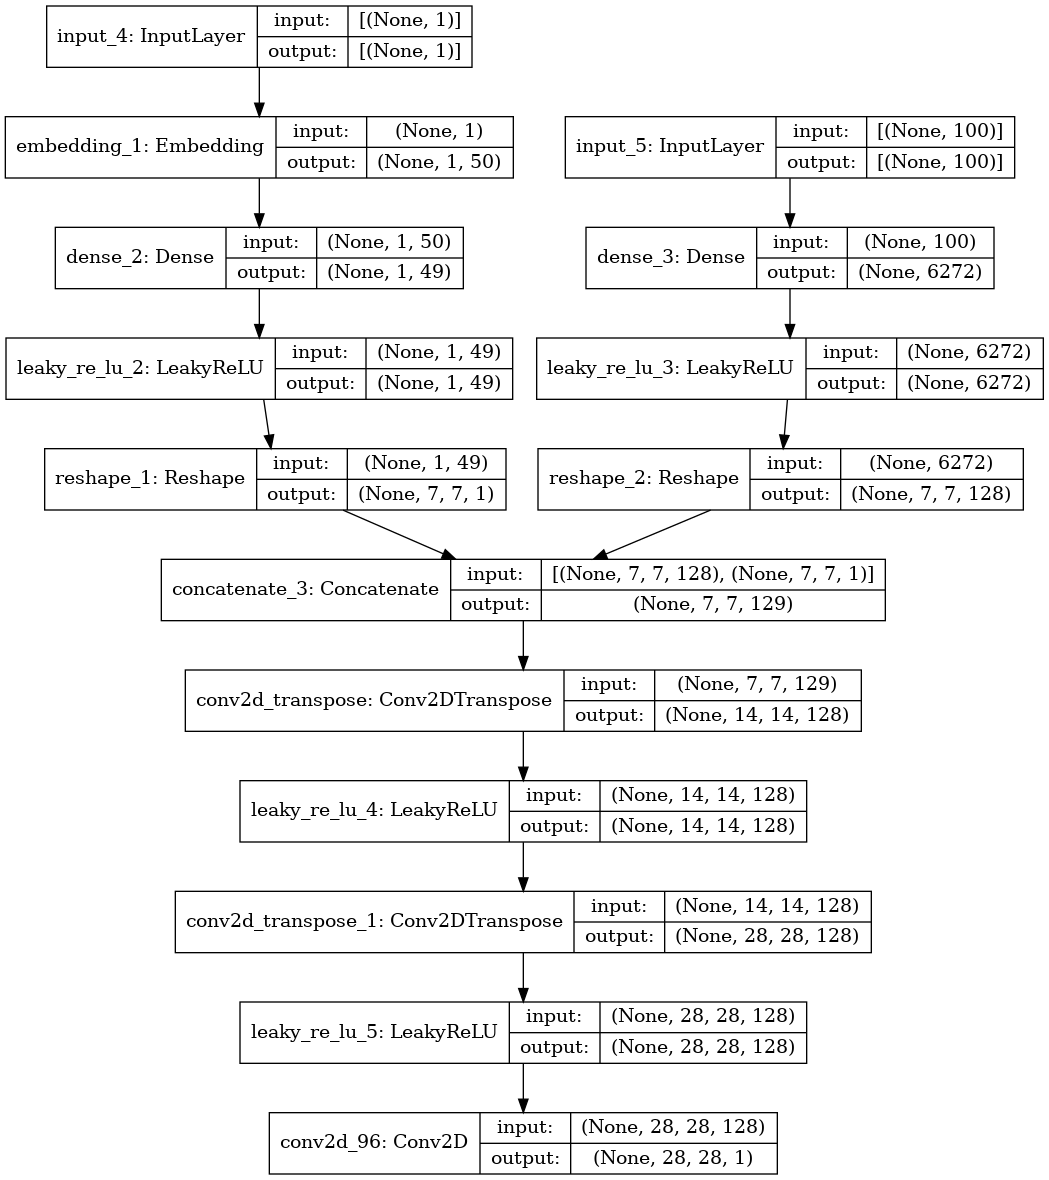 input_4: InputLayer
input: [(None, 1)]
output: [(None, 1)]
embedding_1: Embedding
input: (None, 1)
output: (None, 1, 50)
input_5: InputLayer
input: [(None, 100)]
output: [(None, 100)]
dense_2: Dense
input: (None, 1, 50)
output: (None, 1, 49)
dense_3: Dense
input: (None, 100)
output: (None, 6272)
leaky_re_lu_2: LeakyReLU
input: (None, 1, 49)
output: (None, 1, 49)
leaky_re_lu_3: LeakyReLU
input: (None, 6272)
output: (None, 6272)
reshape_1: Reshape
input: (None, 1, 49)
output: (None, 7, 7, 1)
reshape_2: Reshape
input: (None, 6272)
output: (None, 7, 7, 128)
concatenate_3: Concatenate
input: [(None, 7, 7, 128), (None, 7, 7, 1)]
output: (None, 7, 7, 129)
conv2d_transpose: Conv2DTranspose
input: (None, 7, 7, 129)
output: (None, 14, 14, 128)
leaky_re_lu_4: LeakyReLU
input: (None, 14, 14, 128)
output: (None, 14, 14, 128)
conv2d_transpose_1: Conv2DTranspose
input: (None, 14, 14, 128)
output: (None, 28, 28, 128)
leaky_re_lu_5: LeakyReLU
input: (None, 28, 28, 128)
output: (None, 28, 28, 128)
conv2d_96: Conv2D
input: (None, 28, 28, 128)
output: (None, 28, 28, 1)